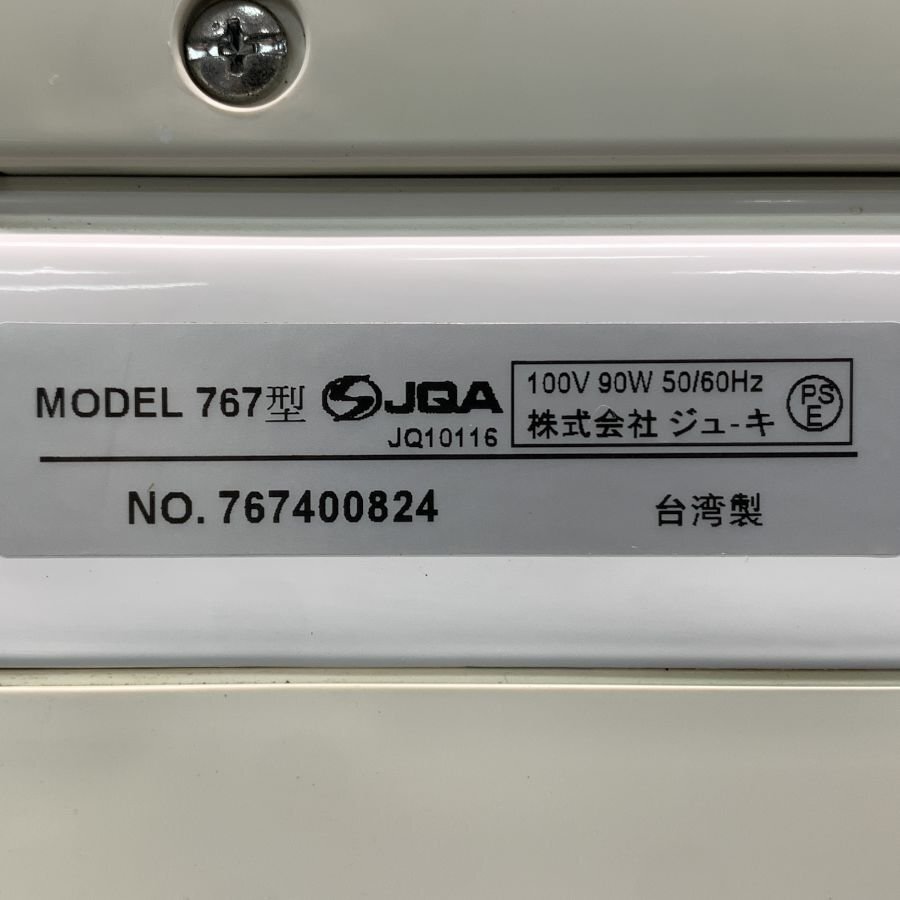 MODEL 767型 JQA
JQ10116
100V 90W 50/60Hz
株式会社 ジュ-キ
PS
E
NO. 767400824
台湾製